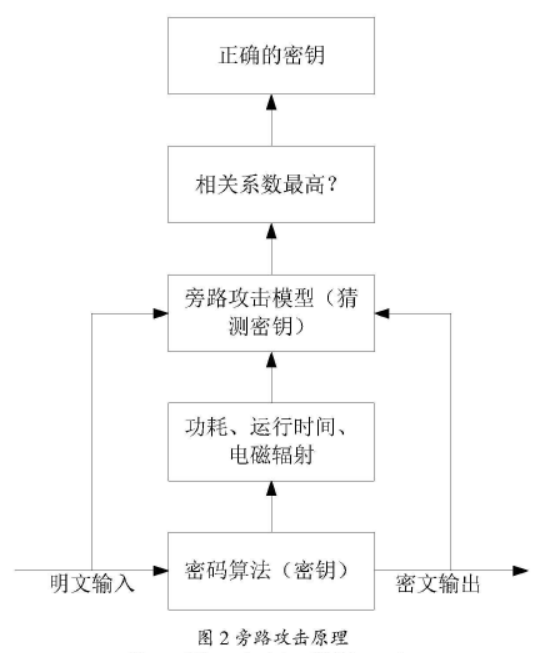 正确的密钥
相关系数最高?
旁路攻击模型（猜
测密钥）
功耗、运行时间、
电磁辐射
明文输入
密码算法（密钥）
密文输出
图 2 旁路攻击原理